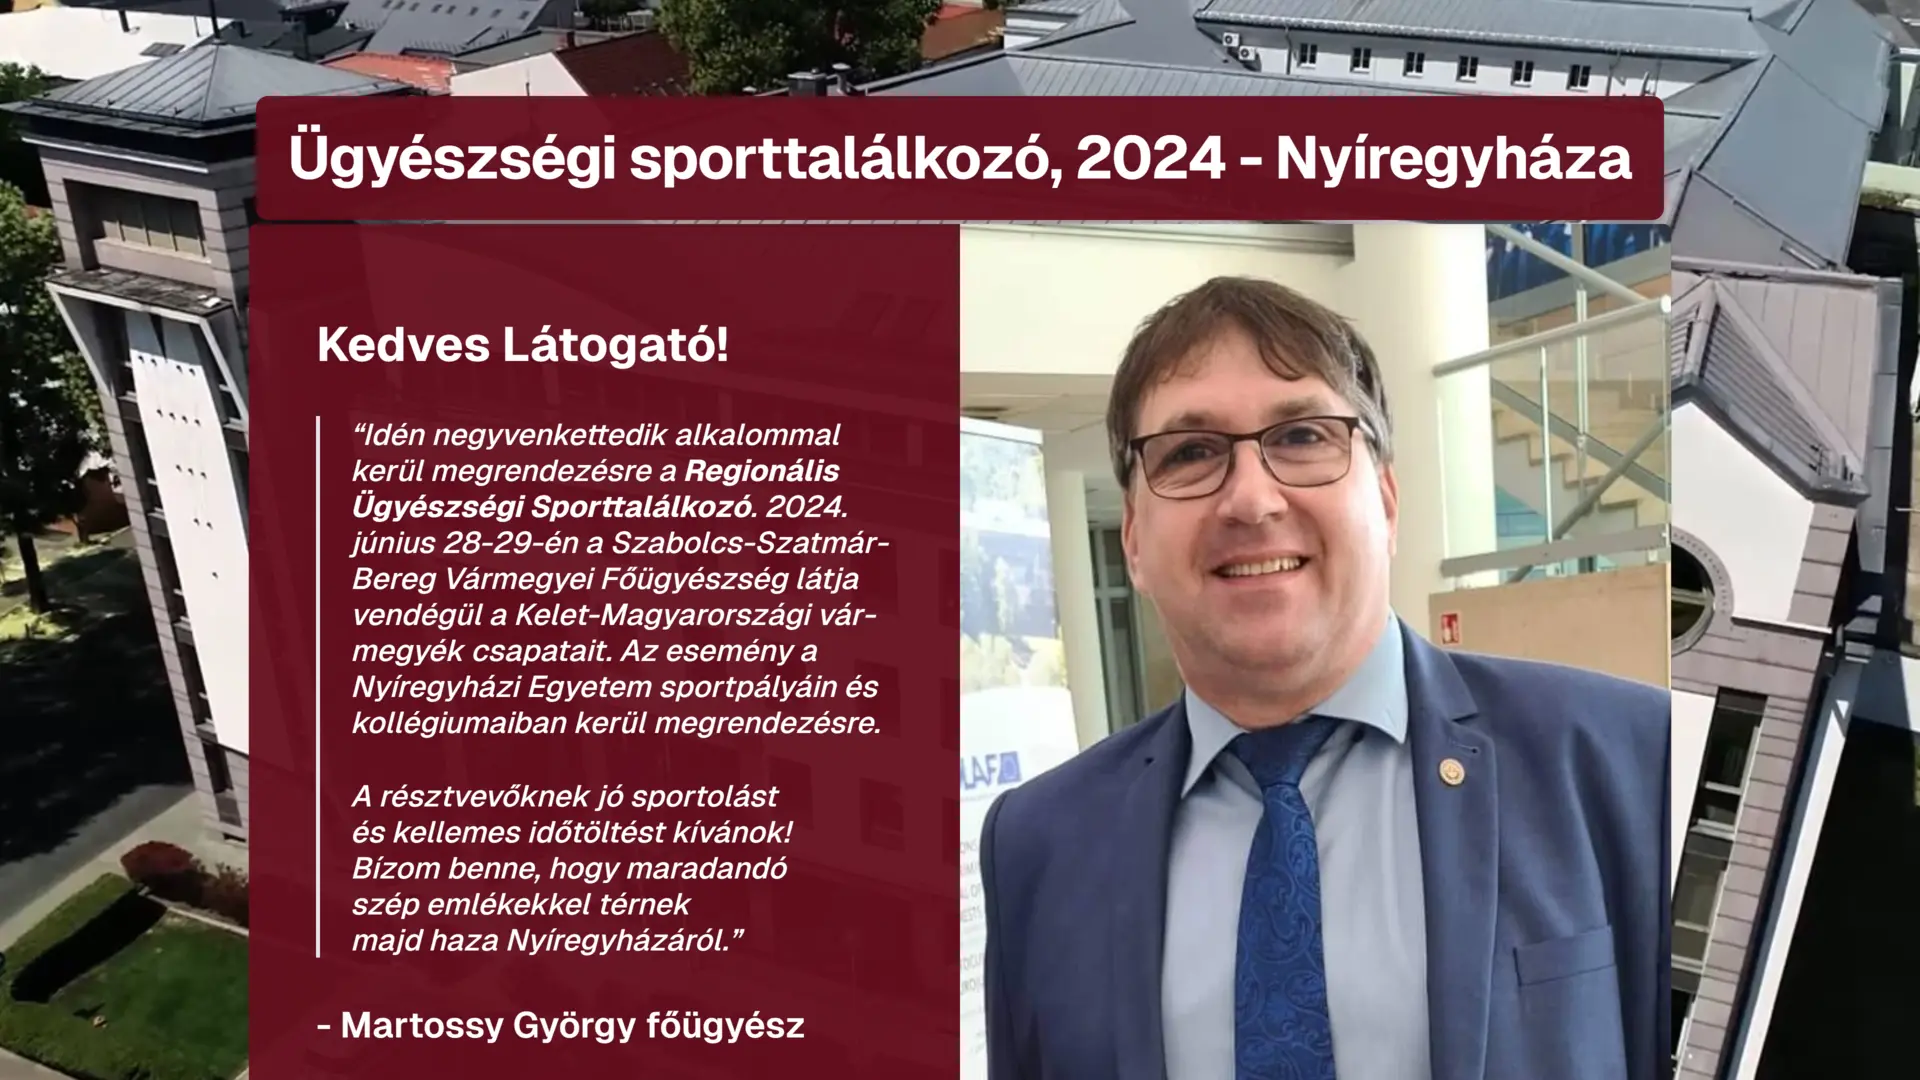 Ügyészségi sporttalálkozó, 2024 - Nyíregyháza
Kedves Látogató!
“Idén negyvenkettedik alkalommal
kerül megrendezésre a Regionális
Ügyészségi Sporttalálkozó. 2024.
június 28-29-én a Szabolcs-Szatmár-
Bereg Vármegyei Főügyészség látja
vendégül a Kelet-Magyarországi vár-
megyék csapatait. Az esemény a
Nyíregyházi Egyetem sportpályáin és
kollégiumaiban kerül megrendezésre.
A résztvevőknek jó sportolást
és kellemes időtöltést kívánok!
Bízom benne, hogy maradandó
szép emlékekkel térnek
majd haza Nyíregyházáról.”
- Martossy György főügyész